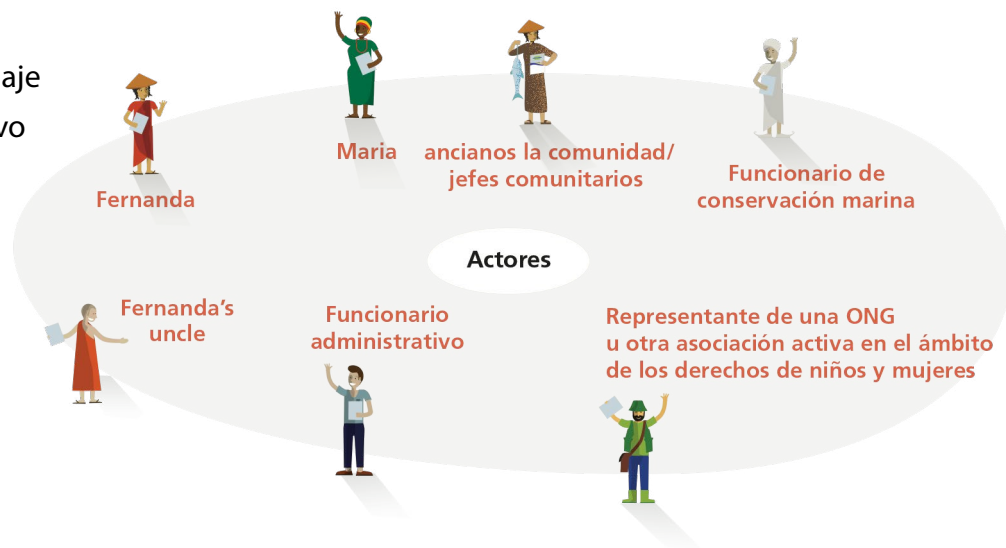 aje
vo
Fernanda
Maria
ancianos la comunidad/
jefes comunitarios
Funcionario de
conservación marina
Actores
Fernanda's
uncle
Funcionario
administrativo
Representante de una ONG
u otra asociación activa en el ámbito
de los derechos de niños y mujeres